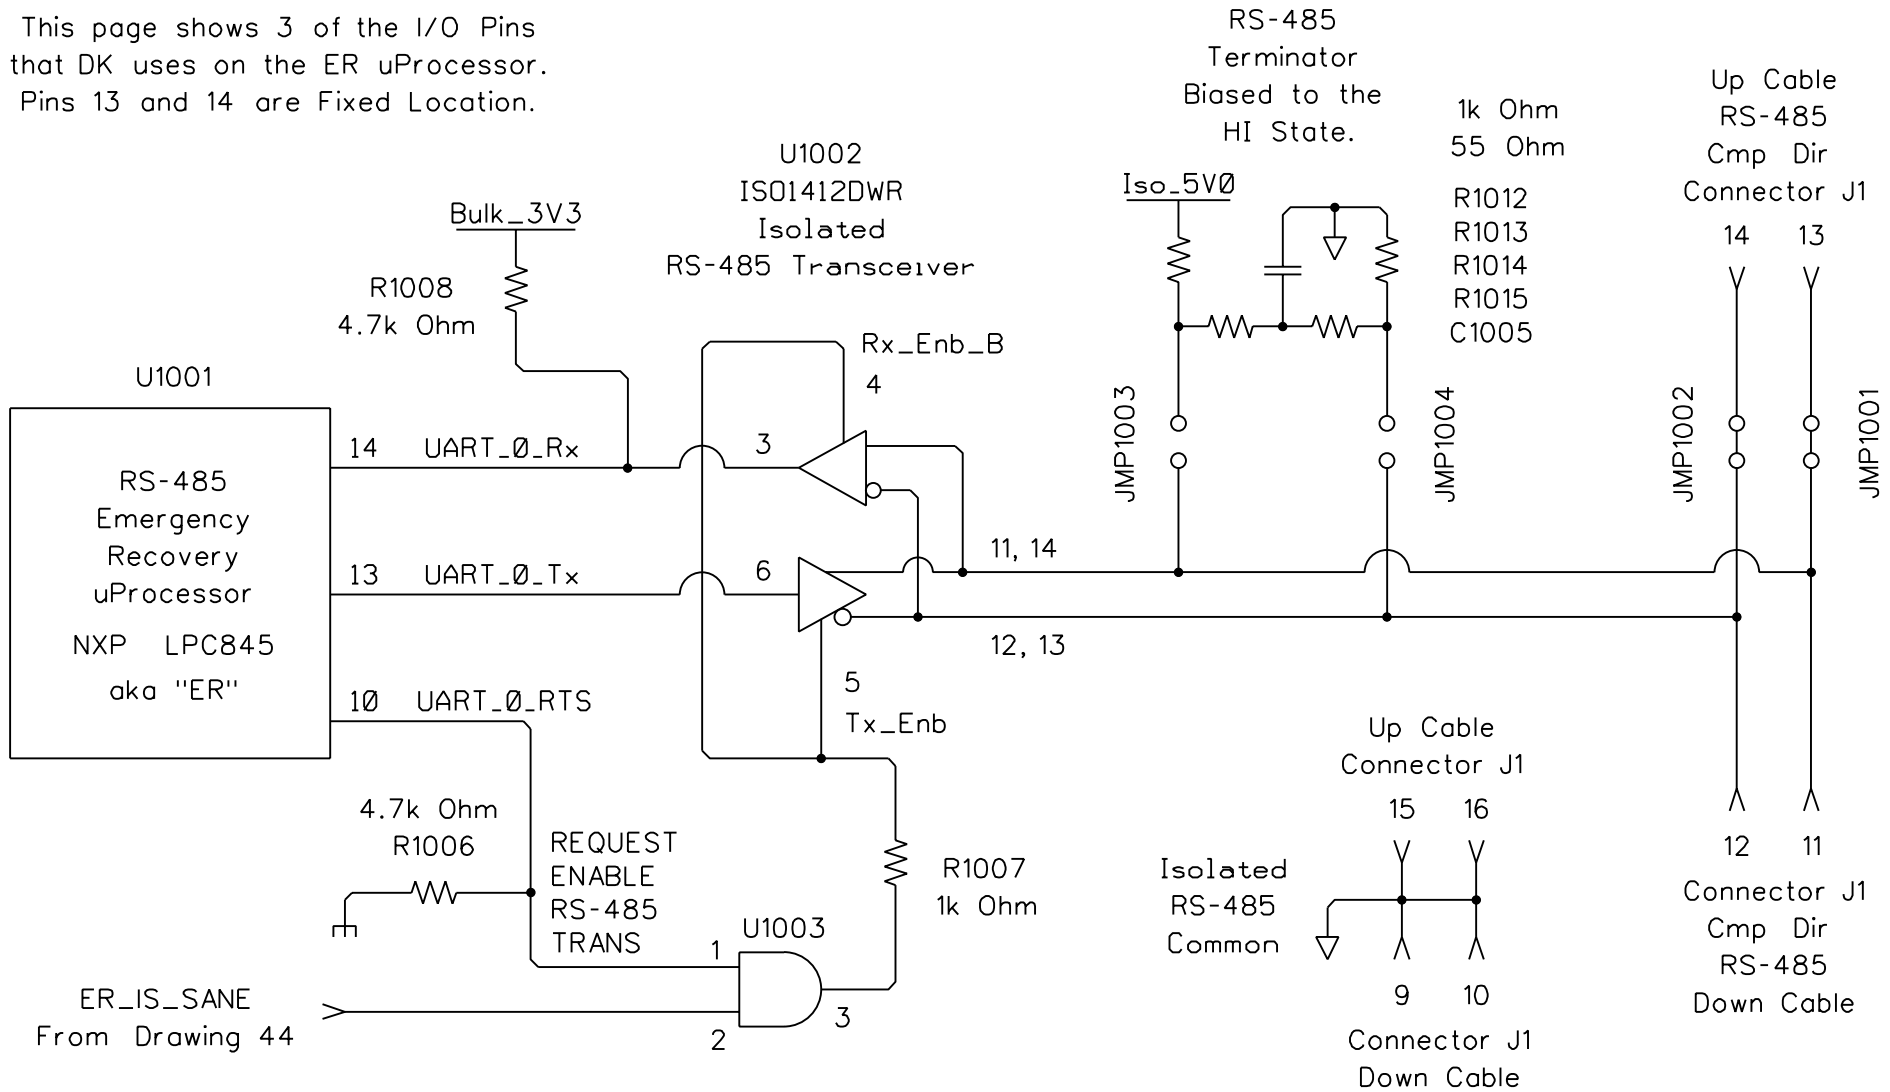 This page shows 3 of the I/O Pins
that DK uses on the ER uProcessor.
Pins 13 and 14 are Fixed Location.
RS-485
Terminator
Biased to the
HI State.
1k Ohm
55 Ohm
Up Cable
RS-485
Cmp Dir
Connector J1
14 13
U1002
ISO1412DWR
Isolated
RS-485 Transceiver
Bulk_3V3
R1008
4.7k Ohm
Iso_5V0
R1012
R1013
R1014
R1015
C1005
Rx_Enb_B
4
U1001
JMP1003
JMP1004
JMP1002
JMP1001
14 UART_0_Rx
3
RS-485
Emergency
Recovery
uProcessor
NXP LPC845
aka "ER"
13 UART_0_Tx
6
11, 14
12, 13
10 UART_0_RTS
5
Tx_Enb
4.7k Ohm
R1006
REQUEST
ENABLE
RS-485
TRANS
R1007
1k Ohm
U1003
1
2
3
ER_IS_SANE
From Drawing 44
Up Cable
Connector J1
15 16
Isolated
RS-485
Common
9 10
Connector J1
Down Cable
12 11
Connector J1
Cmp Dir
RS-485
Down Cable